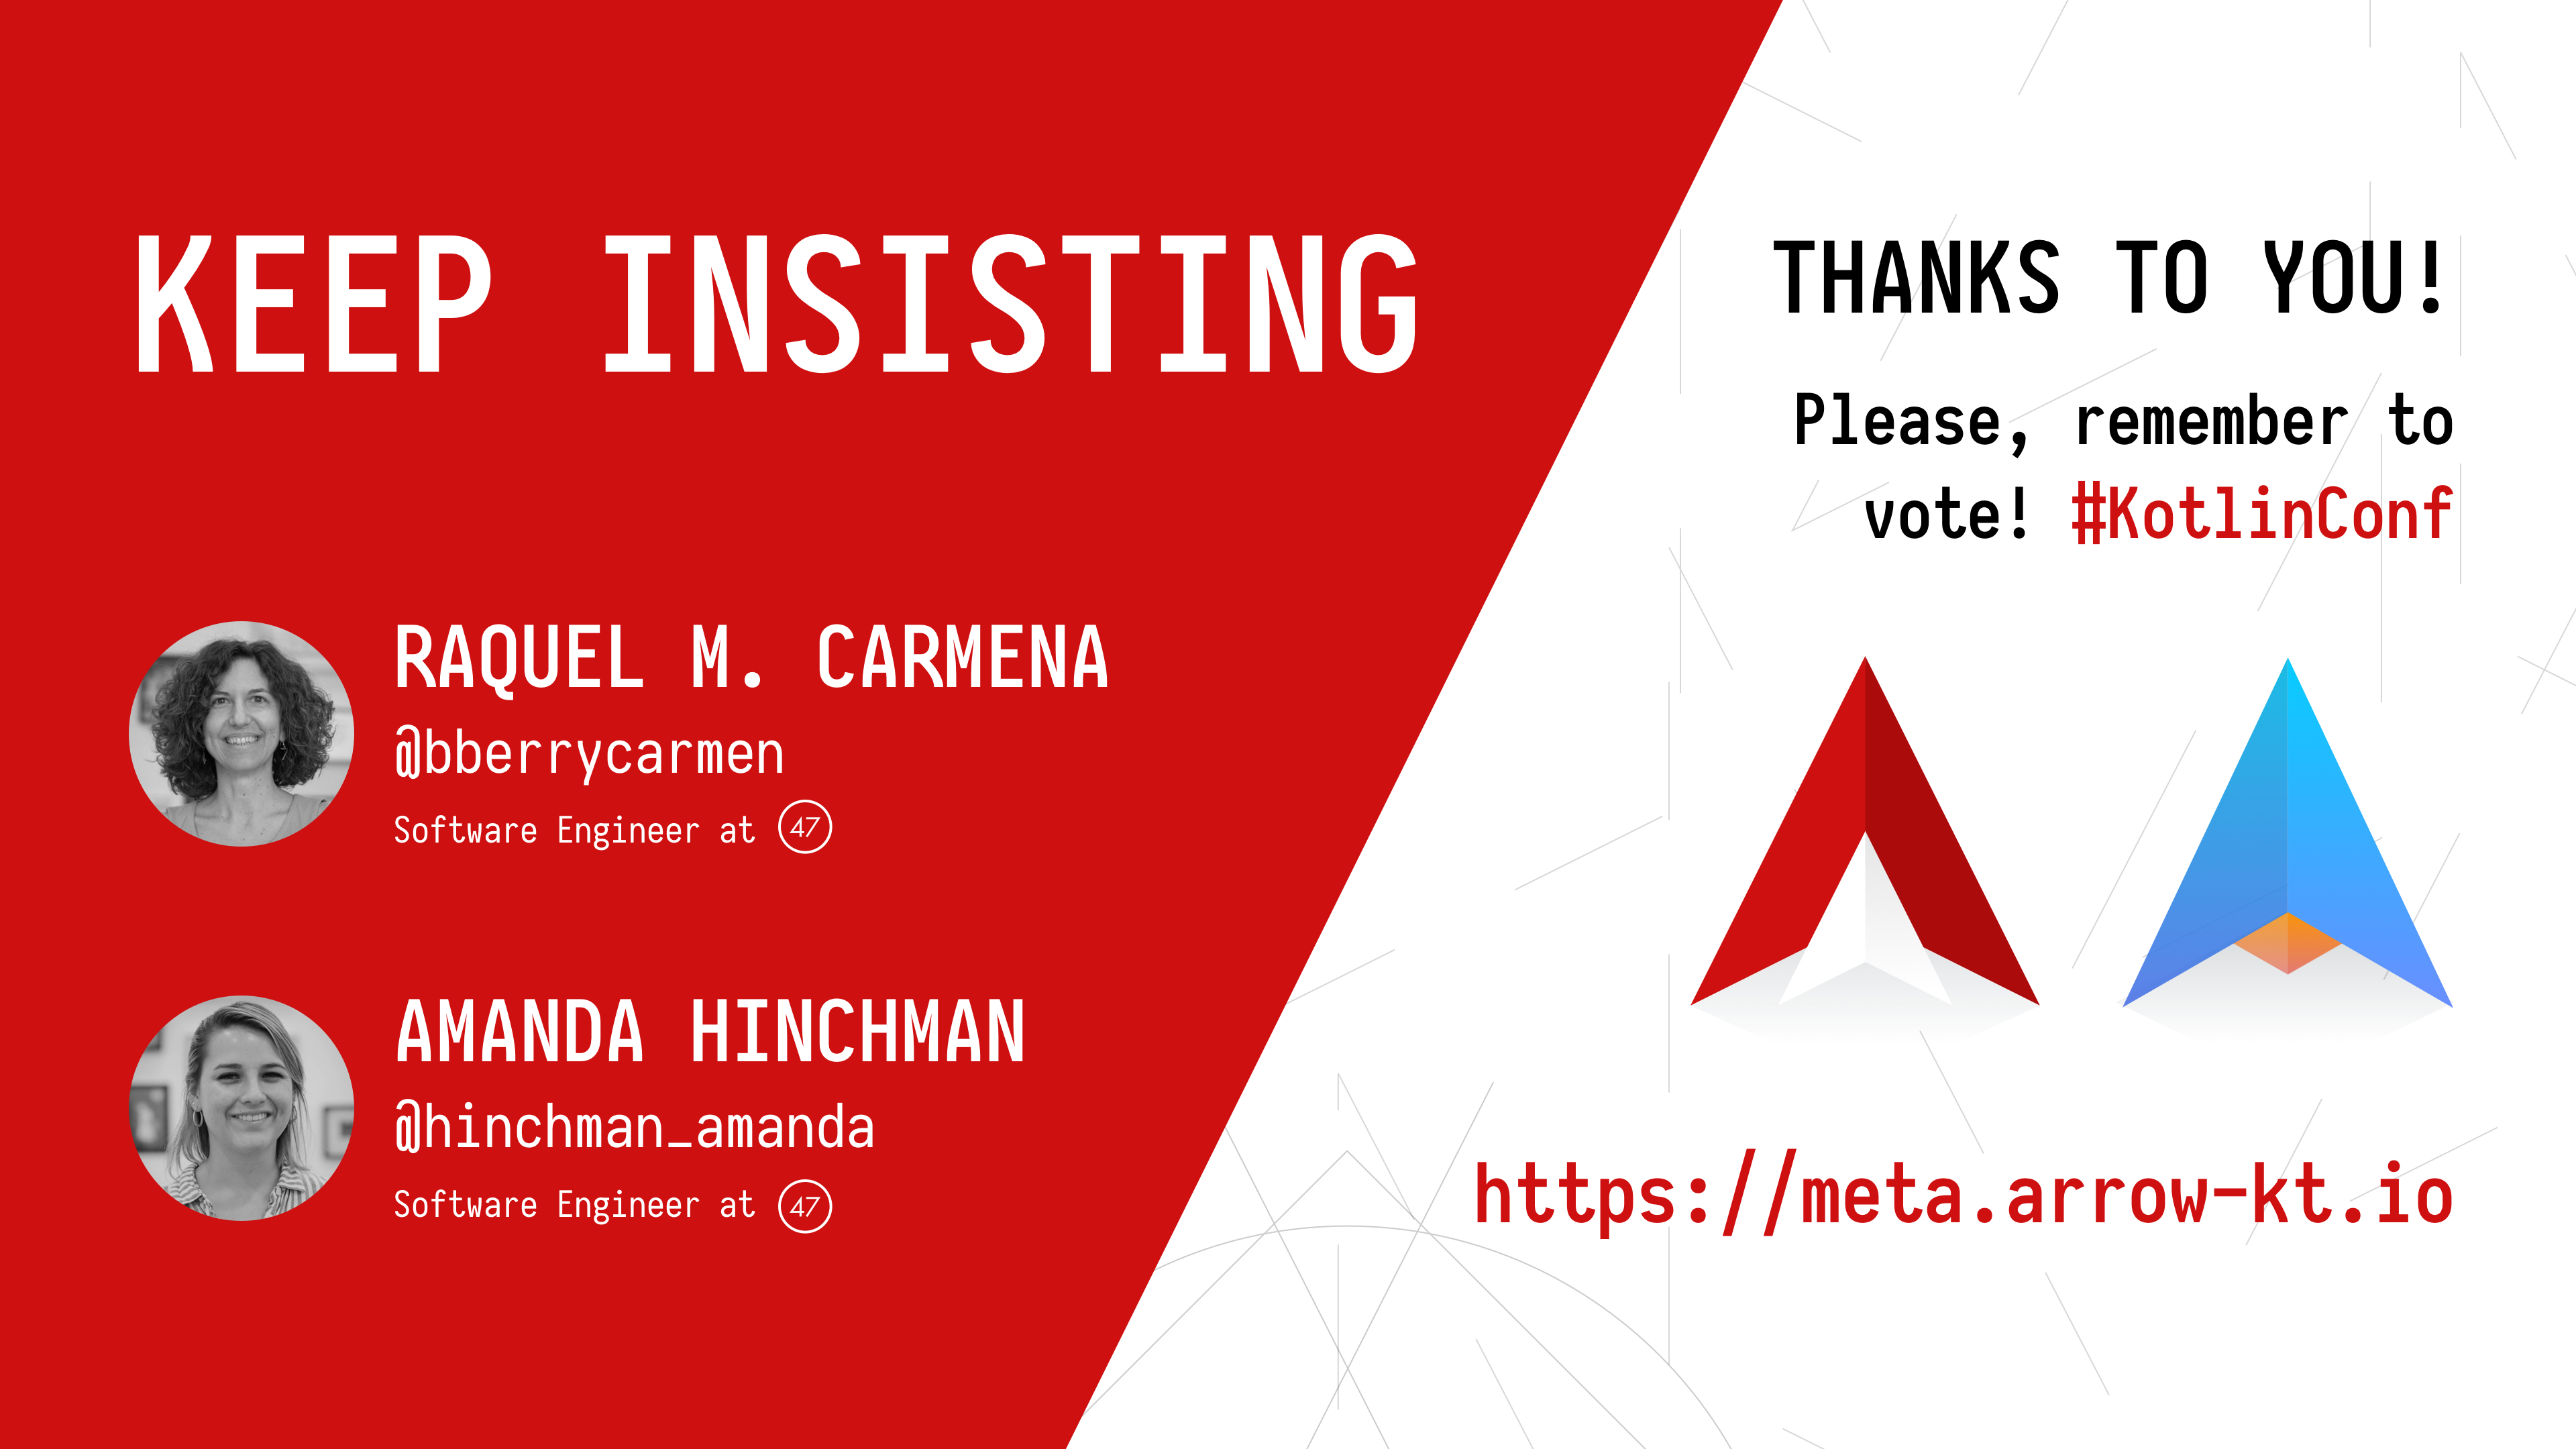 KEEP INSISTING
RAQUEL M. CARMENA
@bberrycarmen
Software Engineer at 47
AMANDA HINCHMAN
@hinchman_amanda
Software Engineer at 47
THANKS TO YOU!
Please, remember to
vote! #KotlinConf
https://meta.arrow-kt.io